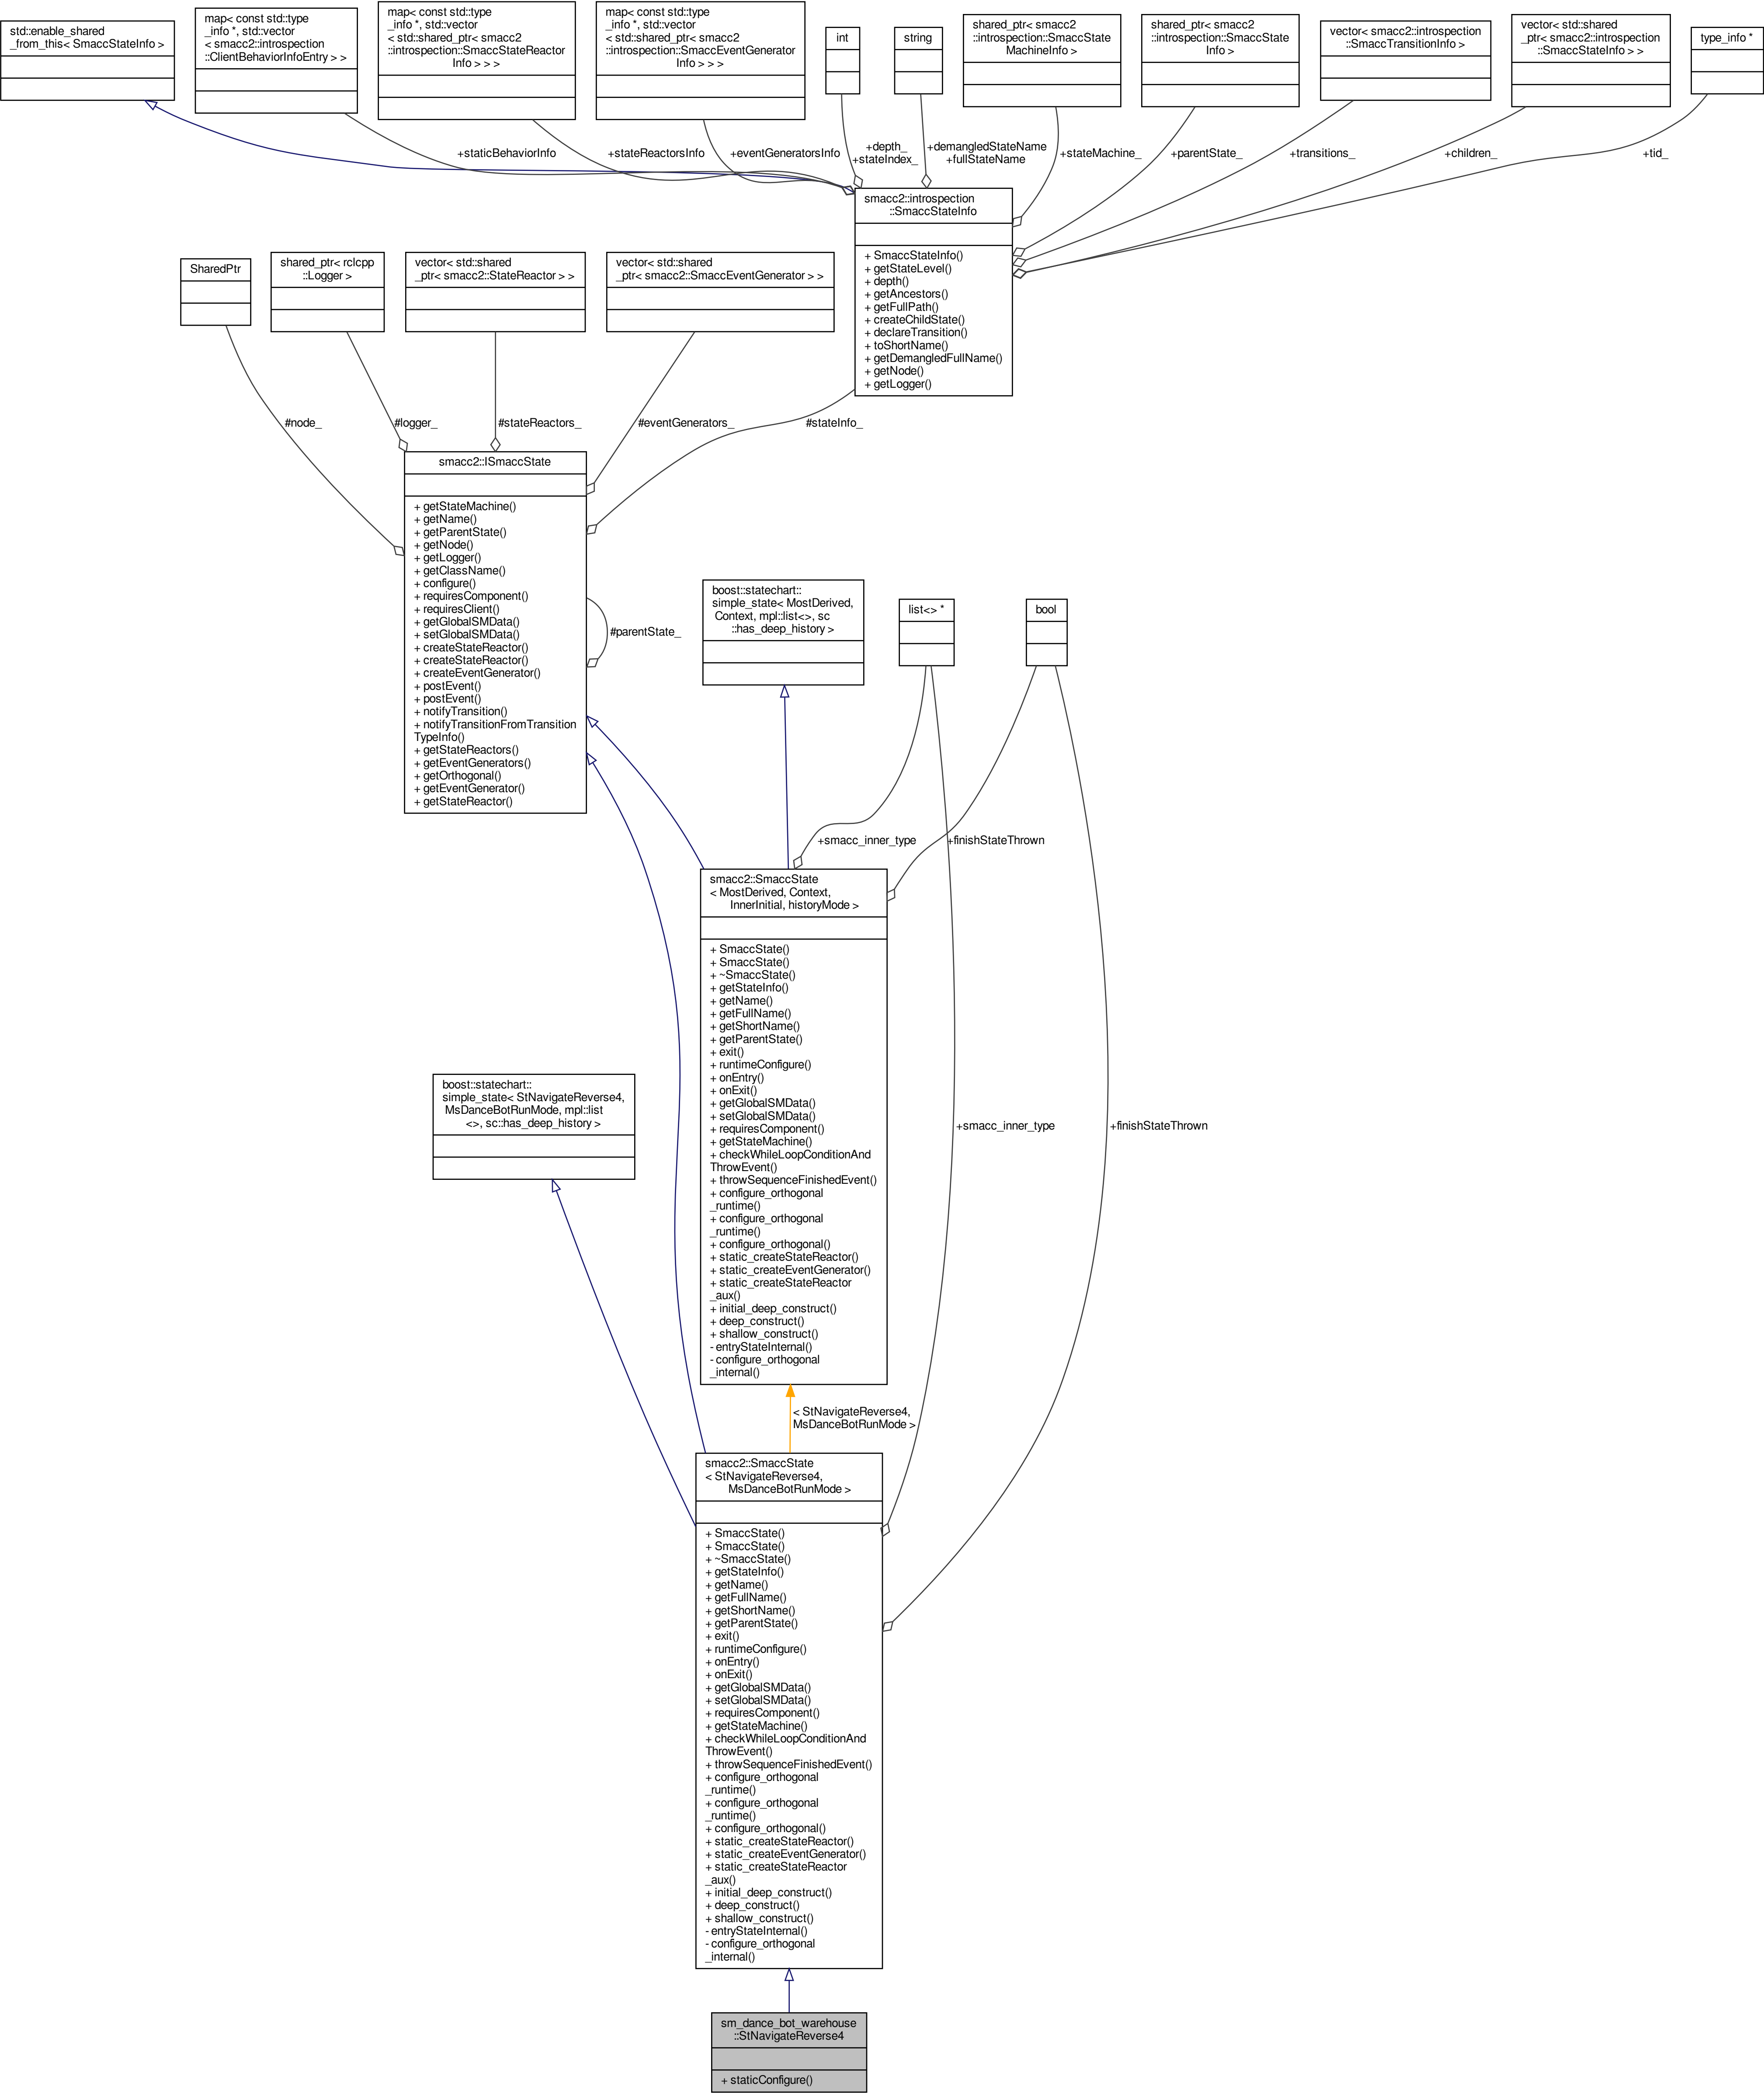 std::enable_shared
_from_this< SmaccStateInfo >
map< const std::type
_info *, std::vector
< smacc2::introspection
::ClientBehaviorInfoEntry > >
map< const std::type
_info *, std::vector
< std::shared_ptr< smacc2
::introspection::SmaccStateReactor
Info > > >
map< const std::type
_info *, std::vector
< std::shared_ptr< smacc2
::introspection::SmaccEventGenerator
Info > > >
int
string
shared_ptr< smacc2
::introspection::SmaccState
MachineInfo >
shared_ptr< smacc2
::introspection::SmaccState
Info >
vector< smacc2::introspection
::SmaccTransitionInfo >
vector< std::shared
_ptr< smacc2::introspection
::SmaccStateInfo > >
type_info *
+staticBehaviorInfo
+stateReactorsInfo
+eventGeneratorsInfo
+depth_
+stateIndex_
+demangledStateName
+fullStateName
+stateMachine_
+parentState_
+transitions_
+children_
+tid_
smacc2::introspection
::SmaccStateInfo
+ SmaccStateInfo()
+ getStateLevel()
+ depth()
+ getAncestors()
+ getFullPath()
+ createChildState()
+ declareTransition()
+ toShortName()
+ getDemangledFullName()
+ getNode()
+ getLogger()
SharedPtr
shared_ptr< rclcpp
::Logger >
vector< std::shared
_ptr< smacc2::StateReactor > >
vector< std::shared
_ptr< smacc2::SmaccEventGenerator > >
#node_
#logger_
#stateReactors_
#eventGenerators_
#stateInfo_
smacc2::ISmaccState
+ getStateMachine()
+ getName()
+ getParentState()
+ getNode()
+ getLogger()
+ getClassName()
+ configure()
+ requiresComponent()
+ requiresClient()
+ getGlobalSMData()
+ setGlobalSMData()
+ createStateReactor()
+ createStateReactor()
+ createEventGenerator()
+ postEvent()
+ postEvent()
+ notifyTransition()
+ notifyTransitionFromTransition
TypeInfo()
+ getStateReactors()
+ getEventGenerators()
+ getOrthogonal()
+ getEventGenerator()
+ getStateReactor()
#parentState_
boost::statechart::
simple_state< MostDerived,
Context, mpl::list<>, sc
::has_deep_history >
list<> *
bool
+smacc_inner_type
+finishStateThrown
smacc2::SmaccState
< MostDerived, Context,
InnerInitial, historyMode >
+ SmaccState()
+ SmaccState()
+ ~SmaccState()
+ getStateInfo()
+ getName()
+ getFullName()
+ getShortName()
+ getParentState()
+ exit()
+ runtimeConfigure()
+ onEntry()
+ onExit()
+ getGlobalSMData()
+ setGlobalSMData()
+ requiresComponent()
+ getStateMachine()
+ checkWhileLoopConditionAnd
ThrowEvent()
+ throwSequenceFinishedEvent()
+ configure_orthogonal
_runtime()
+ configure_orthogonal
_runtime()
+ configure_orthogonal()
+ static_createStateReactor()
+ static_createEventGenerator()
+ static_createStateReactor
_aux()
+ initial_deep_construct()
+ deep_construct()
+ shallow_construct()
- entryStateInternal()
- configure_orthogonal
_internal()
boost::statechart::
simple_state< StNavigateReverse4,
MsDanceBotRunMode, mpl::list
<>, sc::has_deep_history >
+smacc_inner_type
+finishStateThrown
< StNavigateReverse4,
MsDanceBotRunMode >
smacc2::SmaccState
< StNavigateReverse4,
MsDanceBotRunMode >
+ SmaccState()
+ SmaccState()
+ ~SmaccState()
+ getStateInfo()
+ getName()
+ getFullName()
+ getShortName()
+ getParentState()
+ exit()
+ runtimeConfigure()
+ onEntry()
+ onExit()
+ getGlobalSMData()
+ setGlobalSMData()
+ requiresComponent()
+ getStateMachine()
+ checkWhileLoopConditionAnd
ThrowEvent()
+ throwSequenceFinishedEvent()
+ configure_orthogonal
_runtime()
+ configure_orthogonal
_runtime()
+ configure_orthogonal()
+ static_createStateReactor()
+ static_createEventGenerator()
+ static_createStateReactor
_aux()
+ initial_deep_construct()
+ deep_construct()
+ shallow_construct()
- entryStateInternal()
- configure_orthogonal
_internal()
sm_dance_bot_warehouse
::StNavigateReverse4
+ staticConfigure()